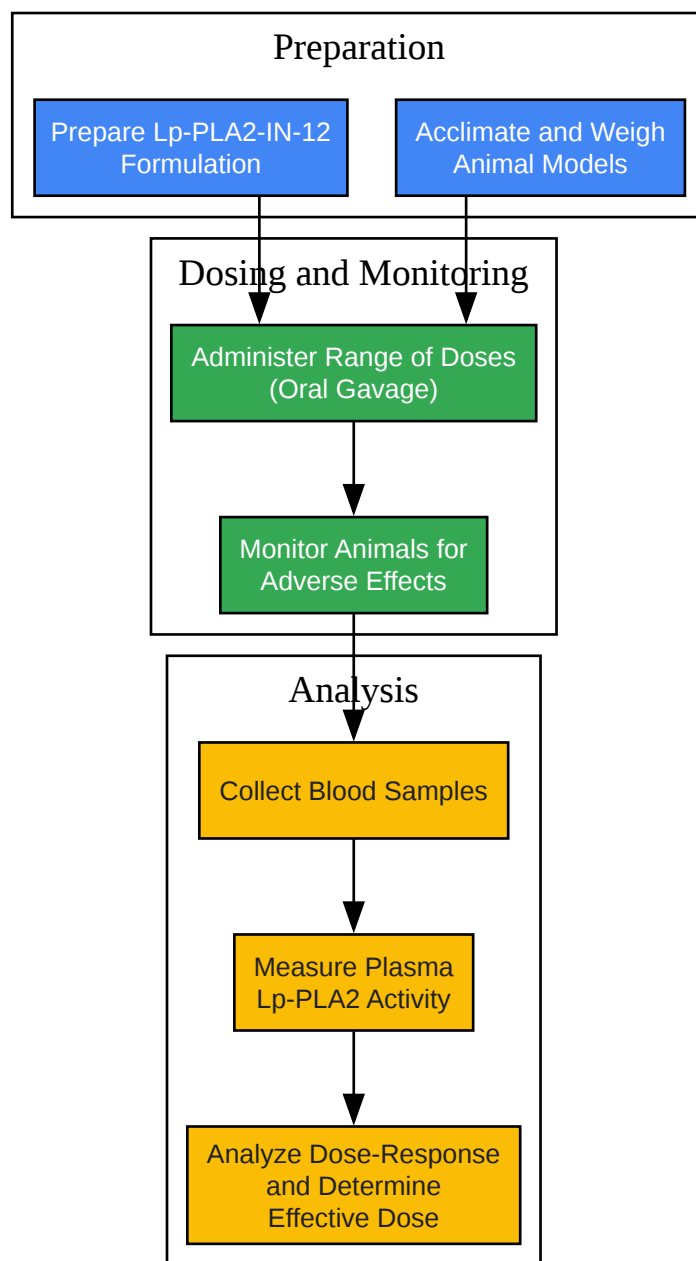 Preparation
Prepare Lp-PLA2-IN-12
Formulation
Acclimate and Weigh
Animal Models
Dosing and Monitoring
Administer Range of Doses
(Oral Gavage)
Monitor Animals for
Adverse Effects
Analysis
Collect Blood Samples
Measure Plasma
Lp-PLA2 Activity
Analyze Dose-Response
and Determine
Effective Dose